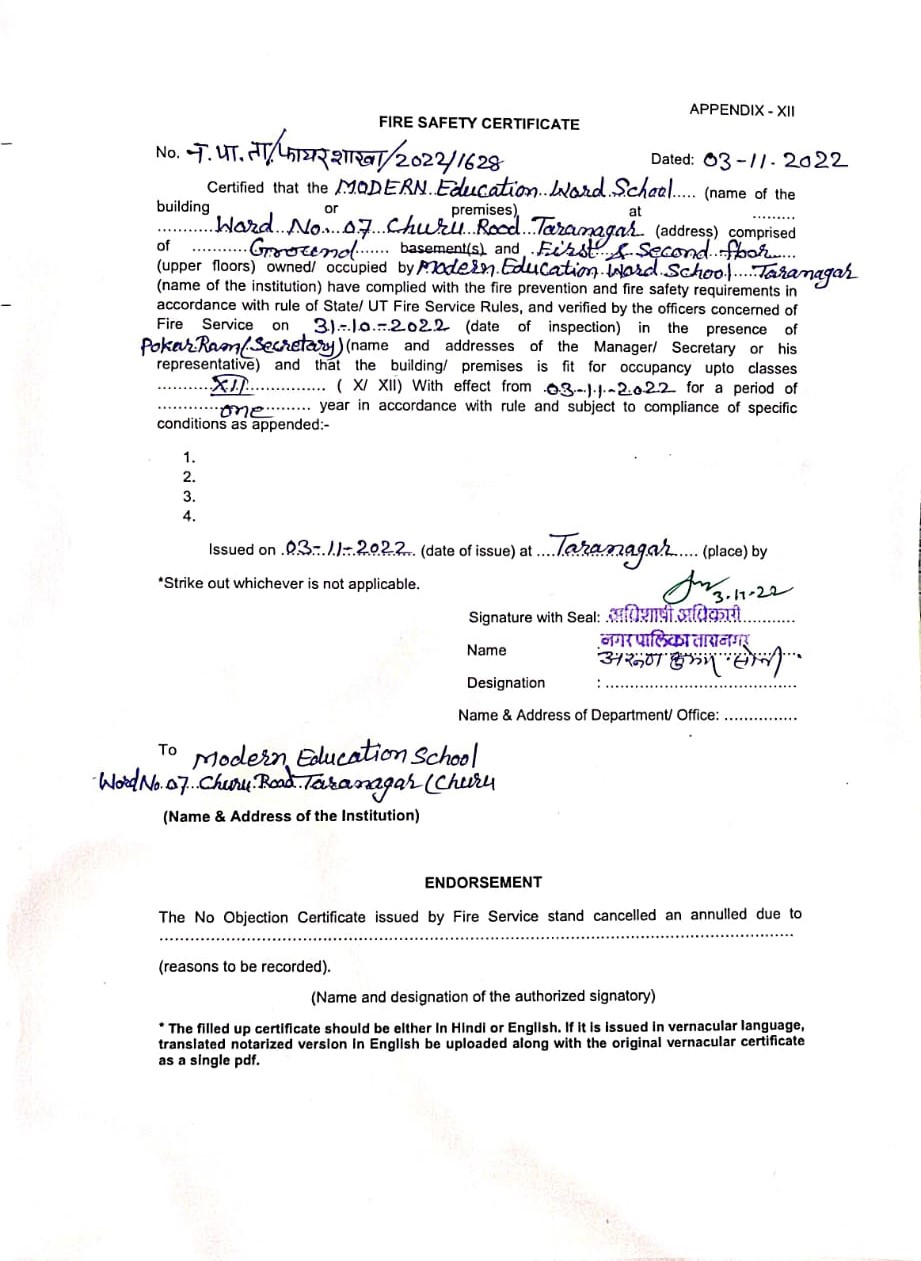 APPENDIX - XII
FIRE SAFETY CERTIFICATE
No. न.पा.ता/फायरशाखा/2022/1628 Dated: 03-11-2022
Certified that the MODERN Education Word School..... (name of the
building or premises) at .........
............Word No. 07 Churu Road Taranagar (address) comprised
of ...........Groound....... basement(s) and .First & Second floor....
(upper floors) owned/ occupied by Modern Education Word School....Taranagar
(name of the institution) have complied with the fire prevention and fire safety requirements in
accordance with rule of State/ UT Fire Service Rules, and verified by the officers concerned of
Fire Service on 31-10-2022 (date of inspection) in the presence of
Pokar Ram (Secretary) (name and addresses of the Manager/ Secretary or his
representative) and that the building/ premises is fit for occupancy upto classes
...........XII................ ( X/ XII) With effect from .03-11-2022 for a period of
.............one.......... year in accordance with rule and subject to compliance of specific
conditions as appended:-
1.
2.
3.
4.
Issued on .03-11-2022. (date of issue) at ....Taranagar.... (place) by
*Strike out whichever is not applicable.
3-11-22
Signature with Seal: अधिशाषी अधिकारी...........
नगर पालिका तारानगर
Name अरूण कुमार सोनी
Designation : ........................................
Name & Address of Department/ Office: ...............
To Modern Education School
Word No. 07 Churu Road Taranagar (Churu
(Name & Address of the Institution)
ENDORSEMENT
The No Objection Certificate issued by Fire Service stand cancelled an annulled due to
................................................................................................................................
(reasons to be recorded).
(Name and designation of the authorized signatory)
* The filled up certificate should be either in Hindi or English. If it is issued in vernacular language,
translated notarized version in English be uploaded along with the original vernacular certificate
as a single pdf.